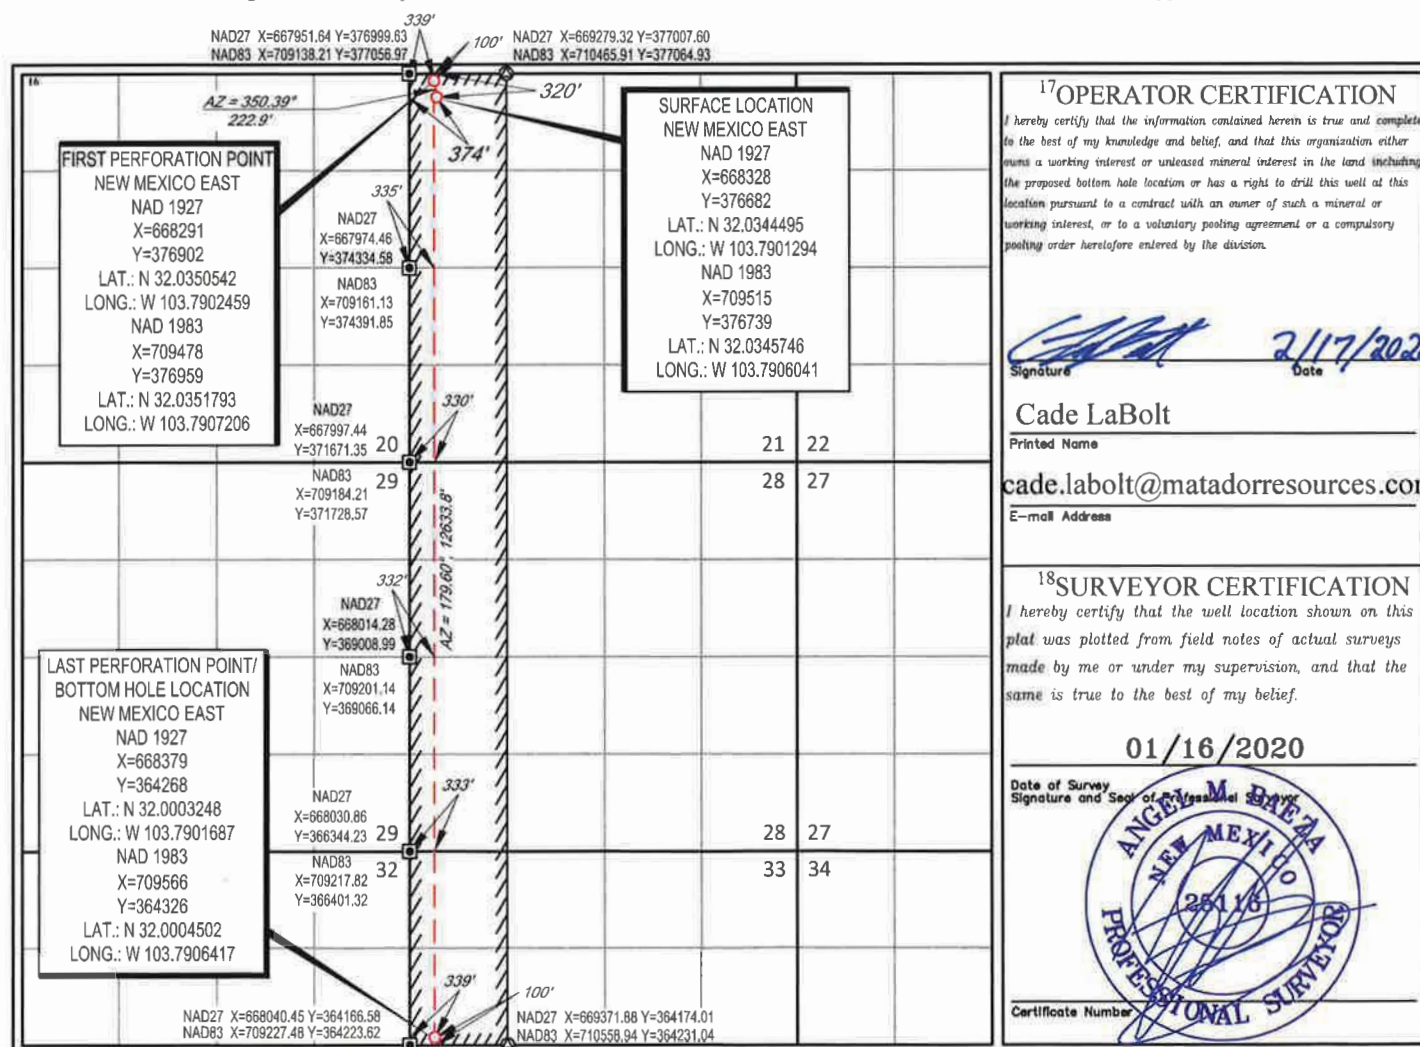 339'
NAD27 X=667951.64 Y=376999.63
NAD83 X=709138.21 Y=377056.97
100'
NAD27 X=669279.32 Y=377007.60
NAD83 X=710465.91 Y=377064.93
16
AZ = 350.39°
222.9'
320'
374'
FIRST PERFORATION POINT
NEW MEXICO EAST
NAD 1927
X=668291
Y=376902
LAT.: N 32.0350542
LONG.: W 103.7902459
NAD 1983
X=709478
Y=376959
LAT.: N 32.0351793
LONG.: W 103.7907206
SURFACE LOCATION
NEW MEXICO EAST
NAD 1927
X=668328
Y=376682
LAT.: N 32.0344495
LONG.: W 103.7901294
NAD 1983
X=709515
Y=376739
LAT.: N 32.0345746
LONG.: W 103.7906041
335'
NAD27
X=667974.46
Y=374334.58
NAD83
X=709161.13
Y=374391.85
330'
NAD27
X=667997.44
Y=371671.35
20
21 22
NAD83
X=709184.21
Y=371728.57
29
28 27
AZ = 179.60°, 12633.8'
332'
NAD27
X=668014.28
Y=369008.99
NAD83
X=709201.14
Y=369066.14
LAST PERFORATION POINT/
BOTTOM HOLE LOCATION
NEW MEXICO EAST
NAD 1927
X=668379
Y=364268
LAT.: N 32.0003248
LONG.: W 103.7901687
NAD 1983
X=709566
Y=364326
LAT.: N 32.0004502
LONG.: W 103.7906417
333'
NAD27
X=668030.86
Y=366344.23
29
28 27
NAD83
X=709217.82
Y=366401.32
32
33 34
339'
100'
NAD27 X=668040.45 Y=364166.58
NAD83 X=709227.48 Y=364223.62
NAD27 X=669371.88 Y=364174.01
NAD83 X=710558.94 Y=364231.04
17OPERATOR CERTIFICATION
I hereby certify that the information contained herein is true and complete
to the best of my knowledge and belief, and that this organization either
owns a working interest or unleased mineral interest in the land including
the proposed bottom hole location or has a right to drill this well at this
location pursuant to a contract with an owner of such a mineral or
working interest, or to a voluntary pooling agreement or a compulsory
pooling order heretofore entered by the division.
2/17/202
Signature
Date
Cade LaBolt
Printed Name
cade.labolt@matadorresources.com
E-mail Address
18SURVEYOR CERTIFICATION
I hereby certify that the well location shown on this
plat was plotted from field notes of actual surveys
made by me or under my supervision, and that the
same is true to the best of my belief.
01/16/2020
Date of Survey
Signature and Seal of Professional Surveyor
ANGEL M. BAEZA
NEW MEXICO
25116
PROFESSIONAL SURVEYOR
Certificate Number